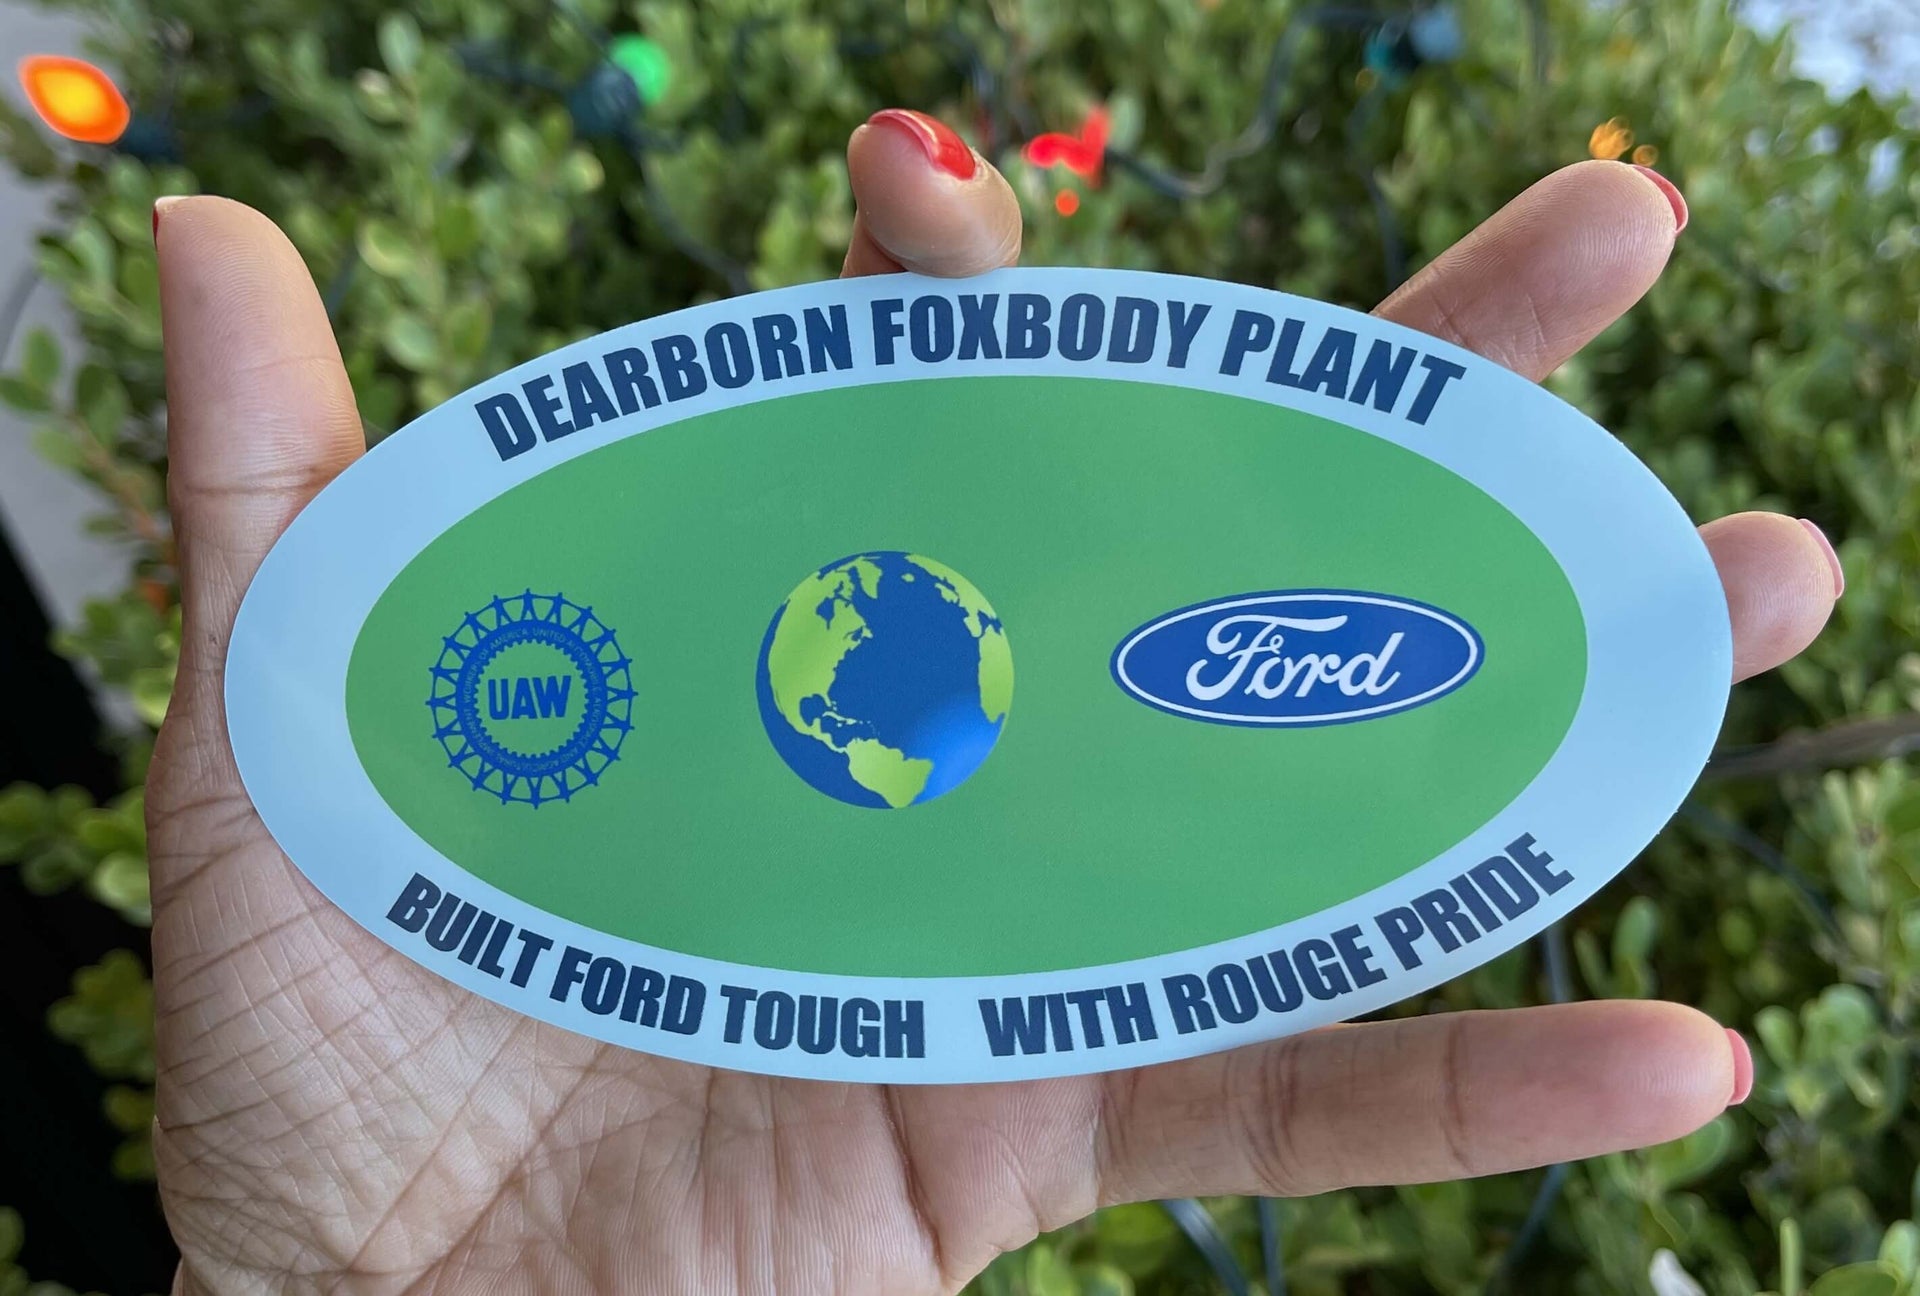 DEARBORN FOXBODY PLANT
UAW
Ford
BUILT FORD TOUGH WITH ROUGE PRIDE